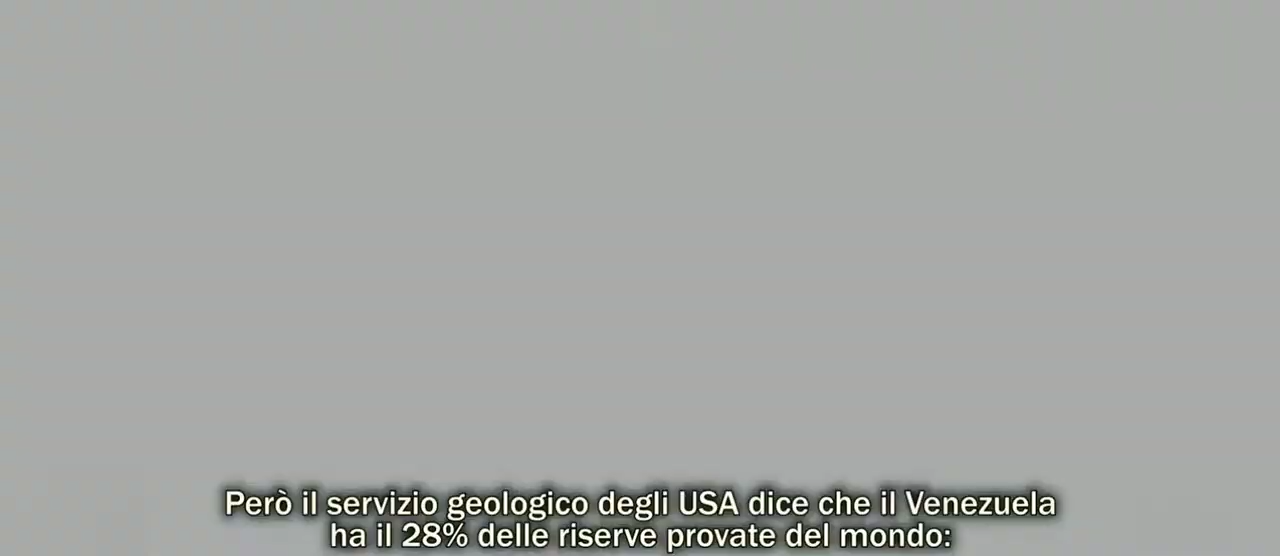 Però il servizio geologico degli USA dice che il Venezuela
ha il 28% delle riserve provate del mondo: